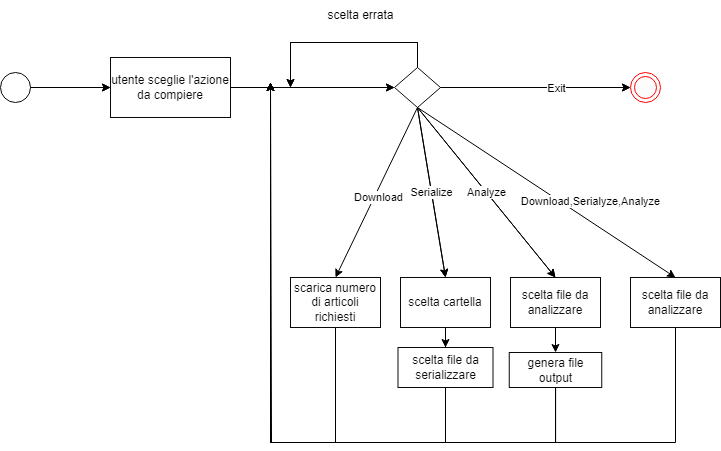 scelta errata
utente sceglie l'azione
da compiere
Exit
Download
Serialize
Analyze
Download,Serialyze,Analyze
scarica numero
di articoli
richiesti
scelta cartella
scelta file da
analizzare
scelta file da
analizzare
scelta file da
serializzare
genera file
output